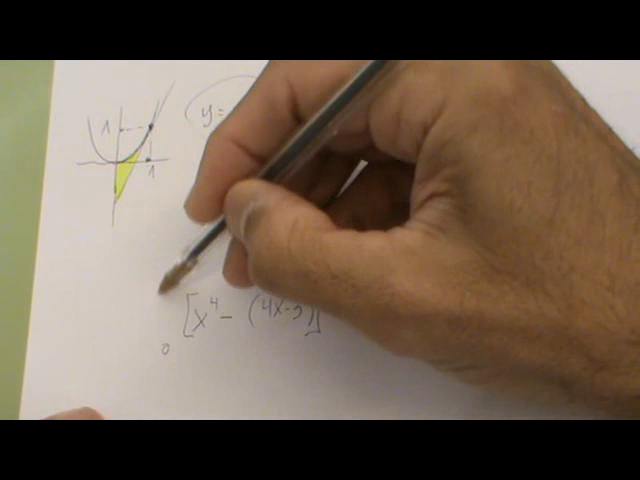 1
y=
1
[x⁴- (4x-3)]
0